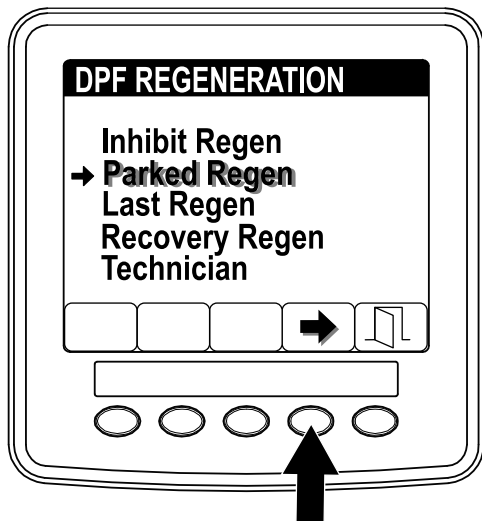 DPF REGENERATION
Inhibit Regen
Parked Regen
Last Regen
Recovery Regen
Technician